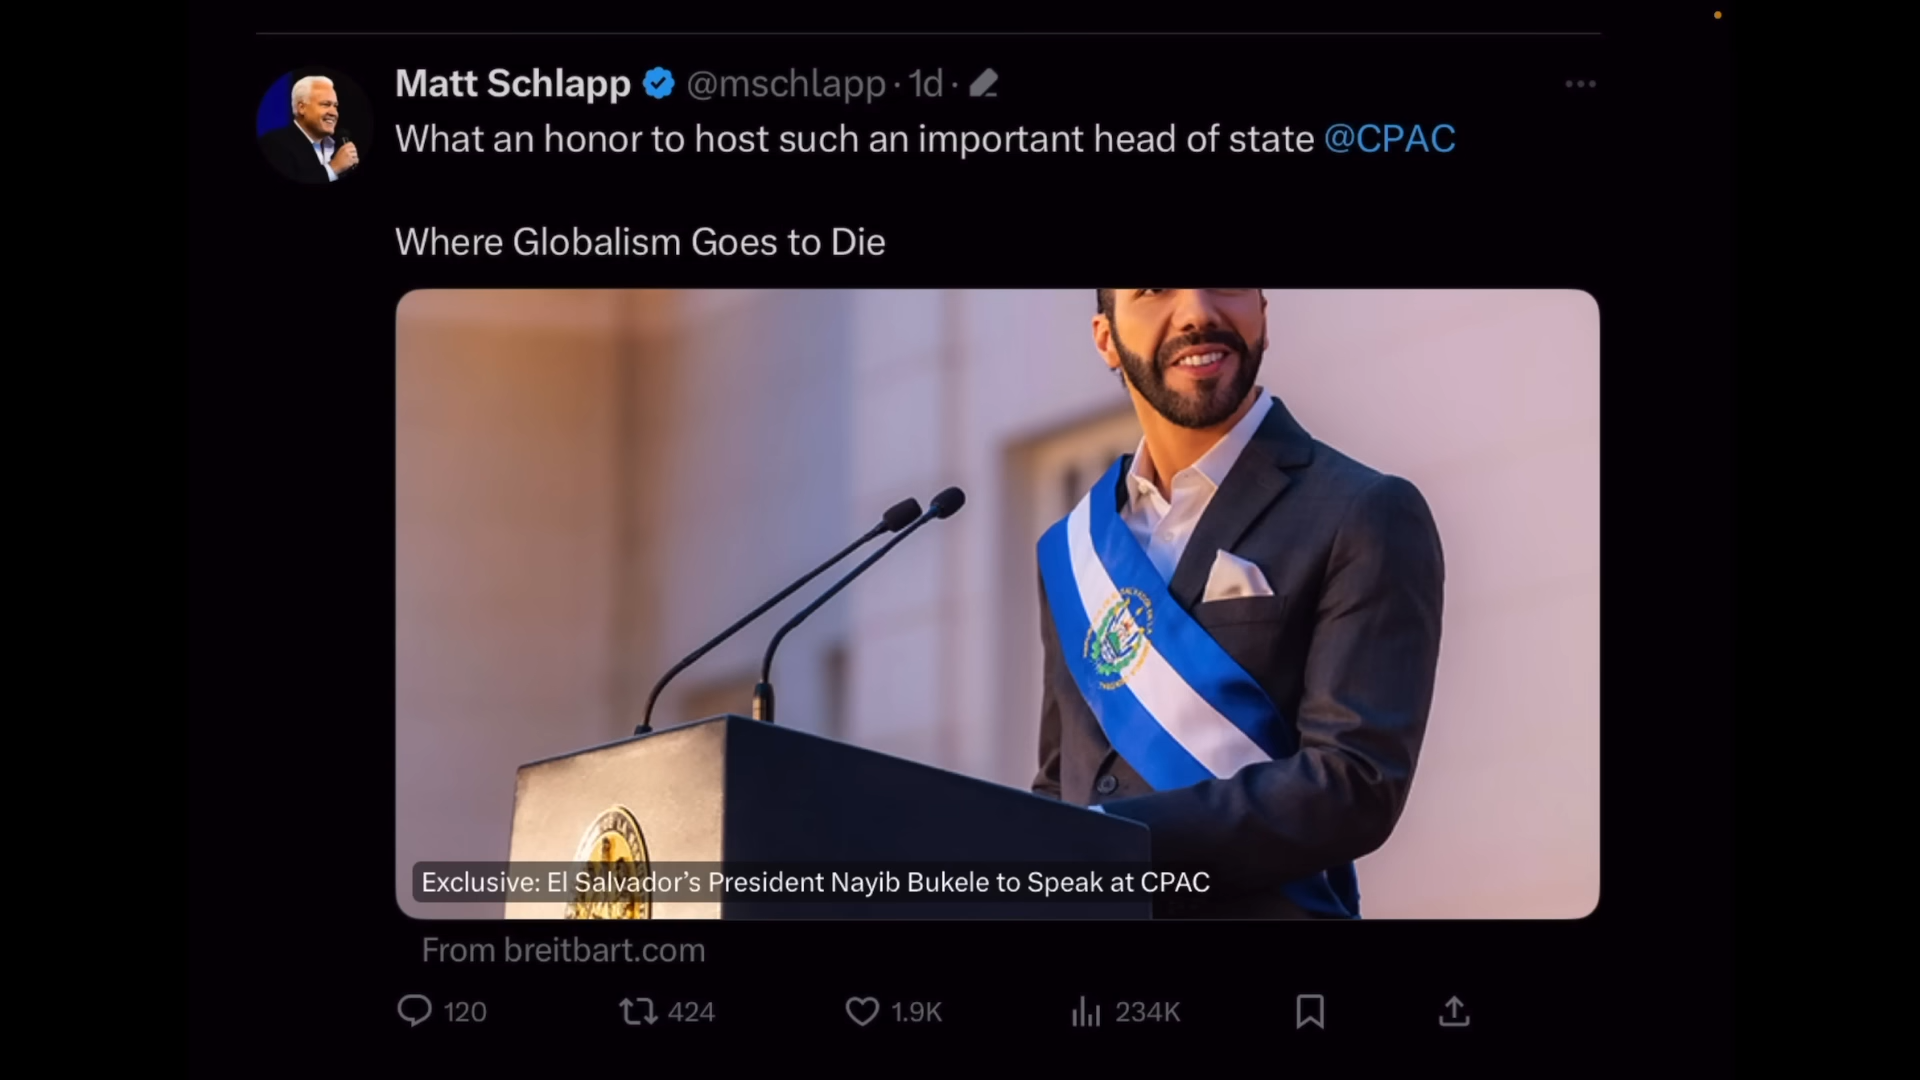 Matt Schlapp @mschlapp · 1d ·
What an honor to host such an important head of state @CPAC
Where Globalism Goes to Die
Exclusive: El Salvador’s President Nayib Bukele to Speak at CPAC
From breitbart.com
120 424 1.9K 234K